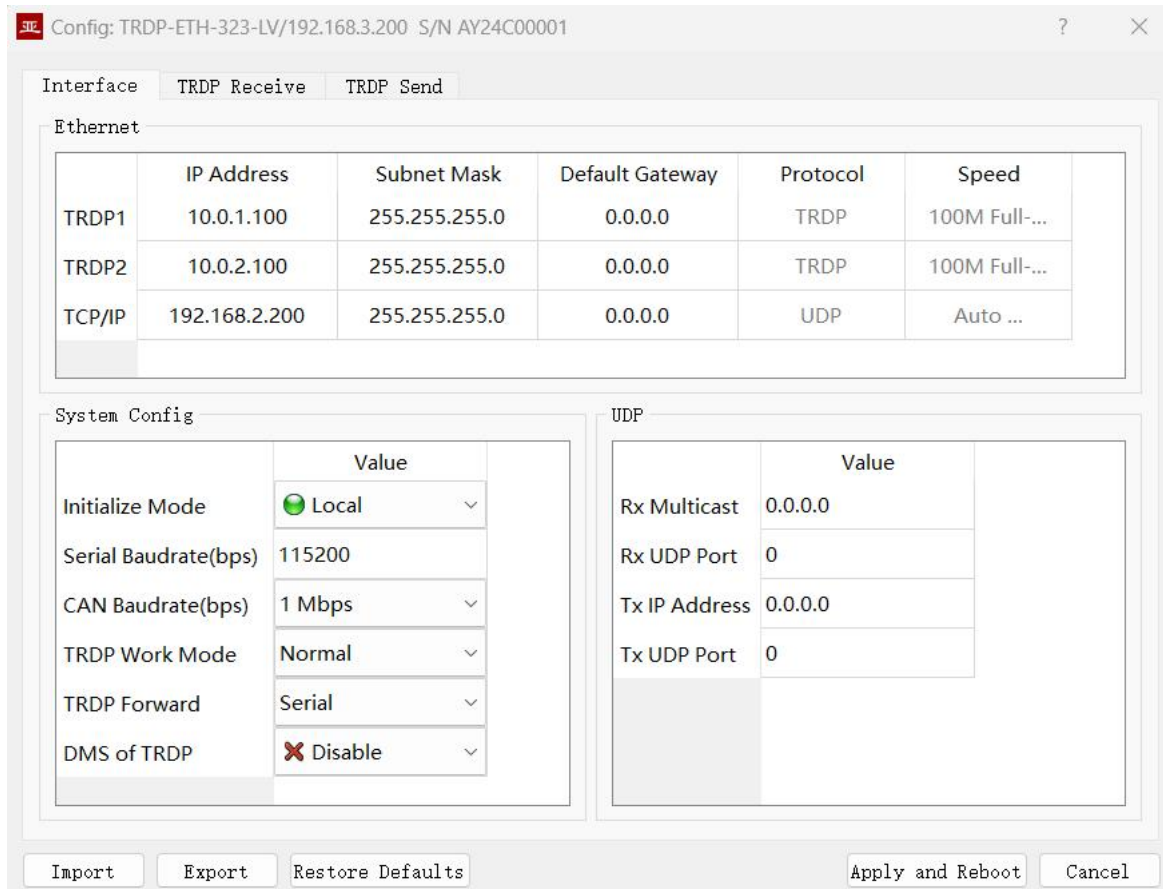 Config: TRDP-ETH-323-LV/192.168.3.200 S/N AY24C00001 ?
Interface TRDP Receive TRDP Send
Ethernet
IP Address Subnet Mask Default Gateway Protocol Speed
TRDP1 10.0.1.100 255.255.255.0 0.0.0.0 TRDP 100M Full-...
TRDP2 10.0.2.100 255.255.255.0 0.0.0.0 TRDP 100M Full-...
TCP/IP 192.168.2.200 255.255.255.0 0.0.0.0 UDP Auto ...
System Config
Value
Initialize Mode Local
Serial Baudrate(bps) 115200
CAN Baudrate(bps) 1 Mbps
TRDP Work Mode Normal
TRDP Forward Serial
DMS of TRDP Disable
UDP
Value
Rx Multicast 0.0.0.0
Rx UDP Port 0
Tx IP Address 0.0.0.0
Tx UDP Port 0
Import Export Restore Defaults Apply and Reboot Cancel